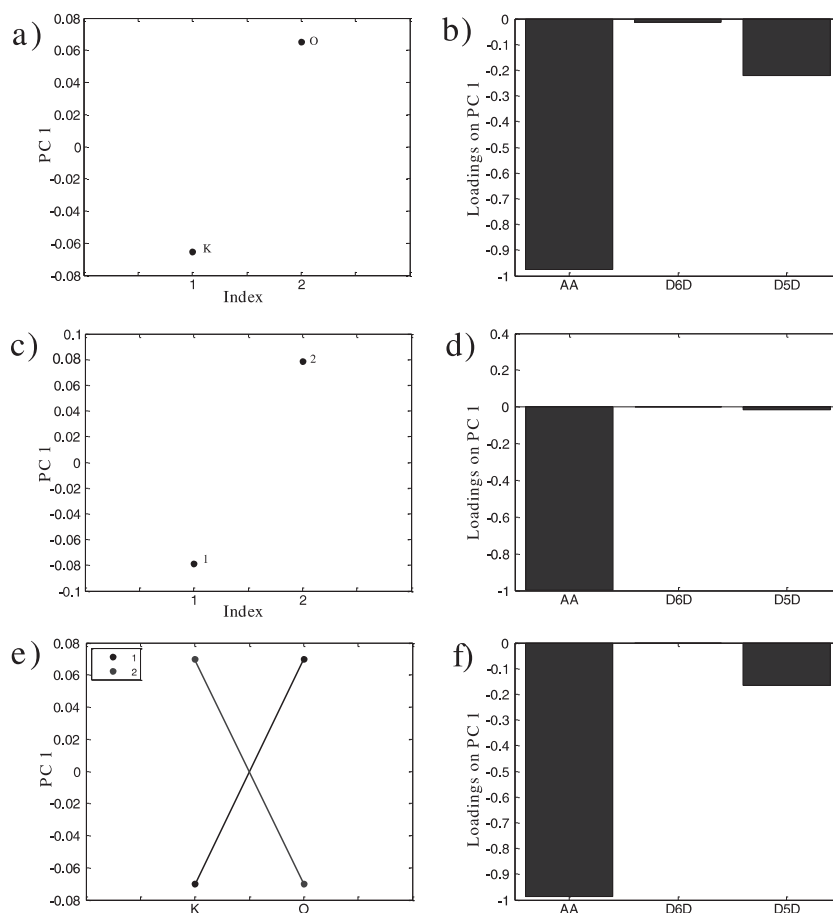 a)
0.08
0.06
0.04
0.02
0
-0.02
-0.04
-0.06
-0.08
PC 1
O
K
1
2
Index
b)
0
-0.1
-0.2
-0.3
-0.4
-0.5
-0.6
-0.7
-0.8
-0.9
-1
Loadings on PC 1
AA
D6D
D5D
c)
0.1
0.08
0.06
0.04
0.02
0
-0.02
-0.04
-0.06
-0.08
-0.1
PC 1
2
1
1
2
Index
d)
0.4
0.2
0
-0.2
-0.4
-0.6
-0.8
-1
Loadings on PC 1
AA
D6D
D5D
e)
0.08
0.06
0.04
0.02
0
-0.02
-0.04
-0.06
-0.08
PC 1
1
2
K
O
f)
0
-0.1
-0.2
-0.3
-0.4
-0.5
-0.6
-0.7
-0.8
-0.9
-1
Loadings on PC 1
AA
D6D
D5D